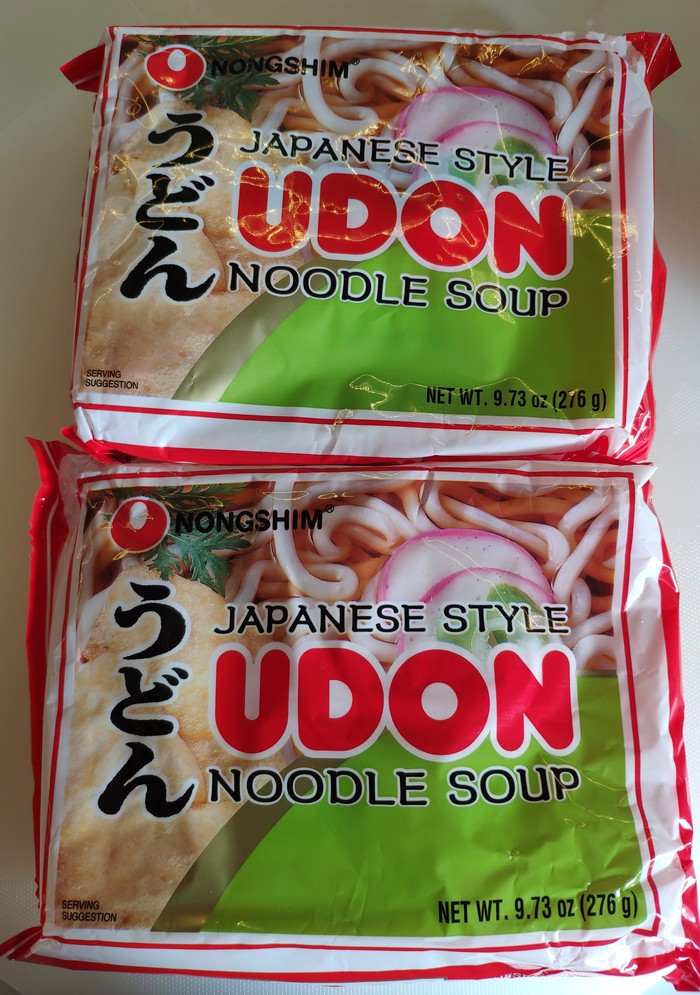 NONGSHIM®
うどん
JAPANESE STYLE
UDON
NOODLE SOUP
SERVING
SUGGESTION
NET WT. 9.73 oz (276 g)
NONGSHIM®
うどん
JAPANESE STYLE
UDON
NOODLE SOUP
SERVING
SUGGESTION
NET WT. 9.73 oz (276 g)